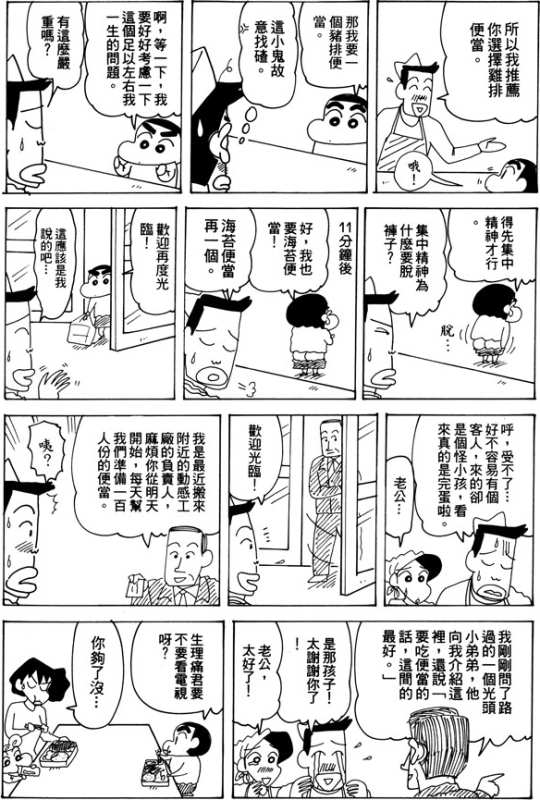 所以我推薦
你選擇雞排
便當。
哦！
那我要一
個豬排便
當。
這小鬼故
意找碴。
啊，等一下，我
要好好考慮一下
這個足以左右我
一生的問題。
有這麼嚴
重嗎？
得先集中
精神才行
。
集中精神為
什麼要脫
褲子？
脫…
11分鐘後
好，我也
要海苔便
當！
海苔便當
再一個。
歡迎再度光
臨！
這應該是我
說的吧…
呼，受不了…
好不容易有個
客人，來的卻
是個怪小孩，看
來真的是完蛋啦。
老公…
歡迎光臨！
我是最近搬來
附近的動感工
廠的負責人，
麻煩你從明天
開始，每天幫
我們準備一百
人份的便當。
咦？
我剛剛問了路
過的一個光頭
小弟弟，他
向我介紹這
裡，還說「
要吃便當的
話，這間的
最好。」
是那孩子！
太謝謝你了
！
老公，
太好了！
生理痛君要
不要看電視
呀？
你夠了沒…